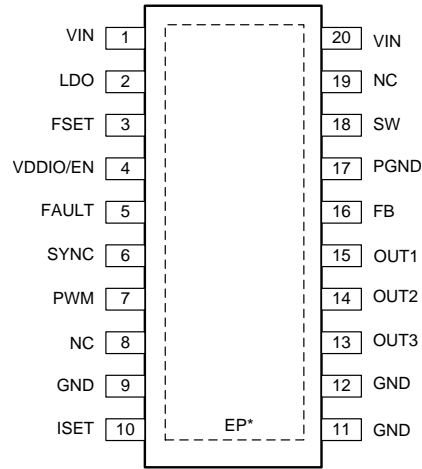 VIN 1 20 VIN
LDO 2 19 NC
FSET 3 18 SW
VDDIO/EN 4 17 PGND
FAULT 5 16 FB
SYNC 6 15 OUT1
PWM 7 14 OUT2
NC 8 13 OUT3
GND 9 12 GND
ISET 10 EP* 11 GND